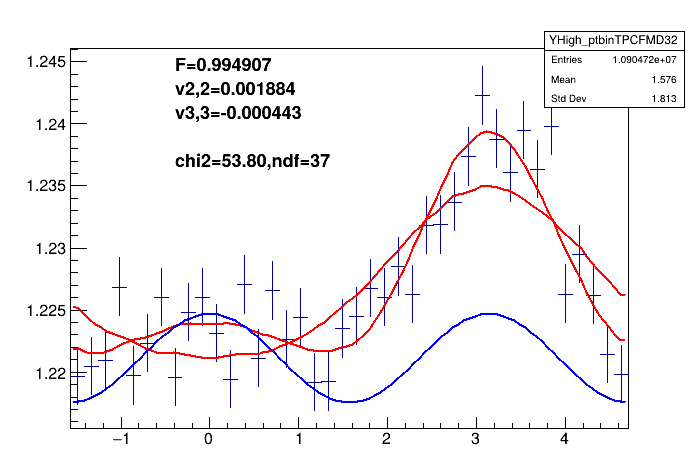 YHigh_ptbinTPCFMD32
Entries 1.090472e+07
Mean 1.576
Std Dev 1.813
F=0.994907
v2,2=0.001884
v3,3=-0.000443
chi2=53.80,ndf=37
1.245
1.24
1.235
1.23
1.225
1.22
−1 0 1 2 3 4